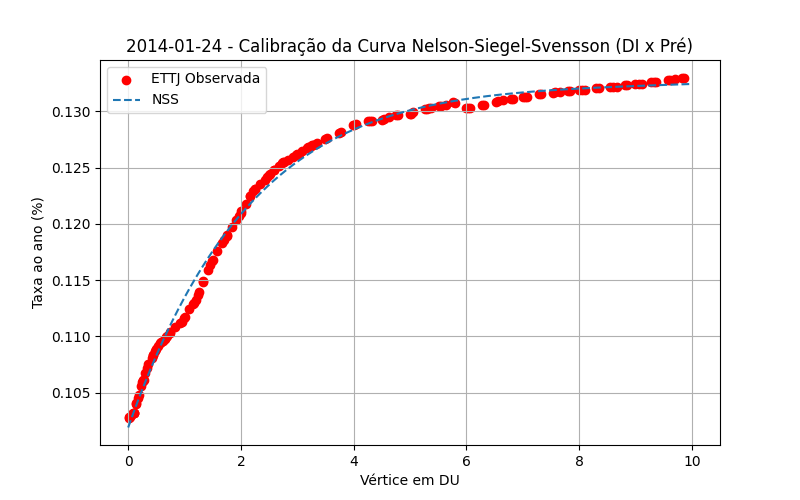 2014-01-24 - Calibração da Curva Nelson-Siegel-Svensson (DI x Pré)
ETTJ Observada
NSS
Taxa ao ano (%)
0.130
0.125
0.120
0.115
0.110
0.105
0 2 4 6 8 10
Vértice em DU